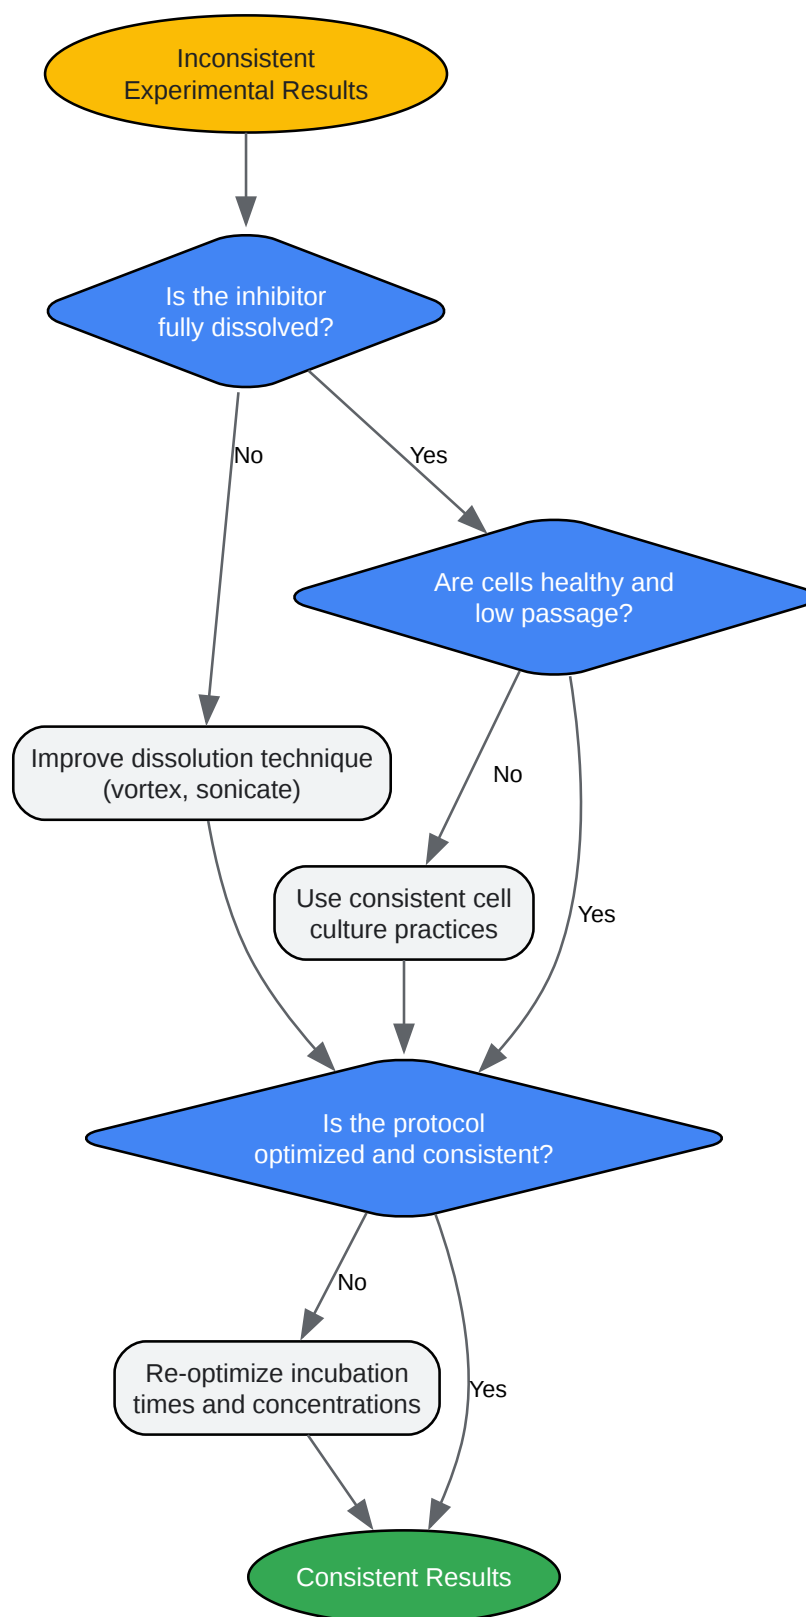 Inconsistent
Experimental Results
Is the inhibitor
fully dissolved?
No
Yes
Are cells healthy and
low passage?
Improve dissolution technique
(vortex, sonicate)
No
Use consistent cell
culture practices
Yes
Is the protocol
optimized and consistent?
No
Re-optimize incubation
times and concentrations
Yes
Consistent Results